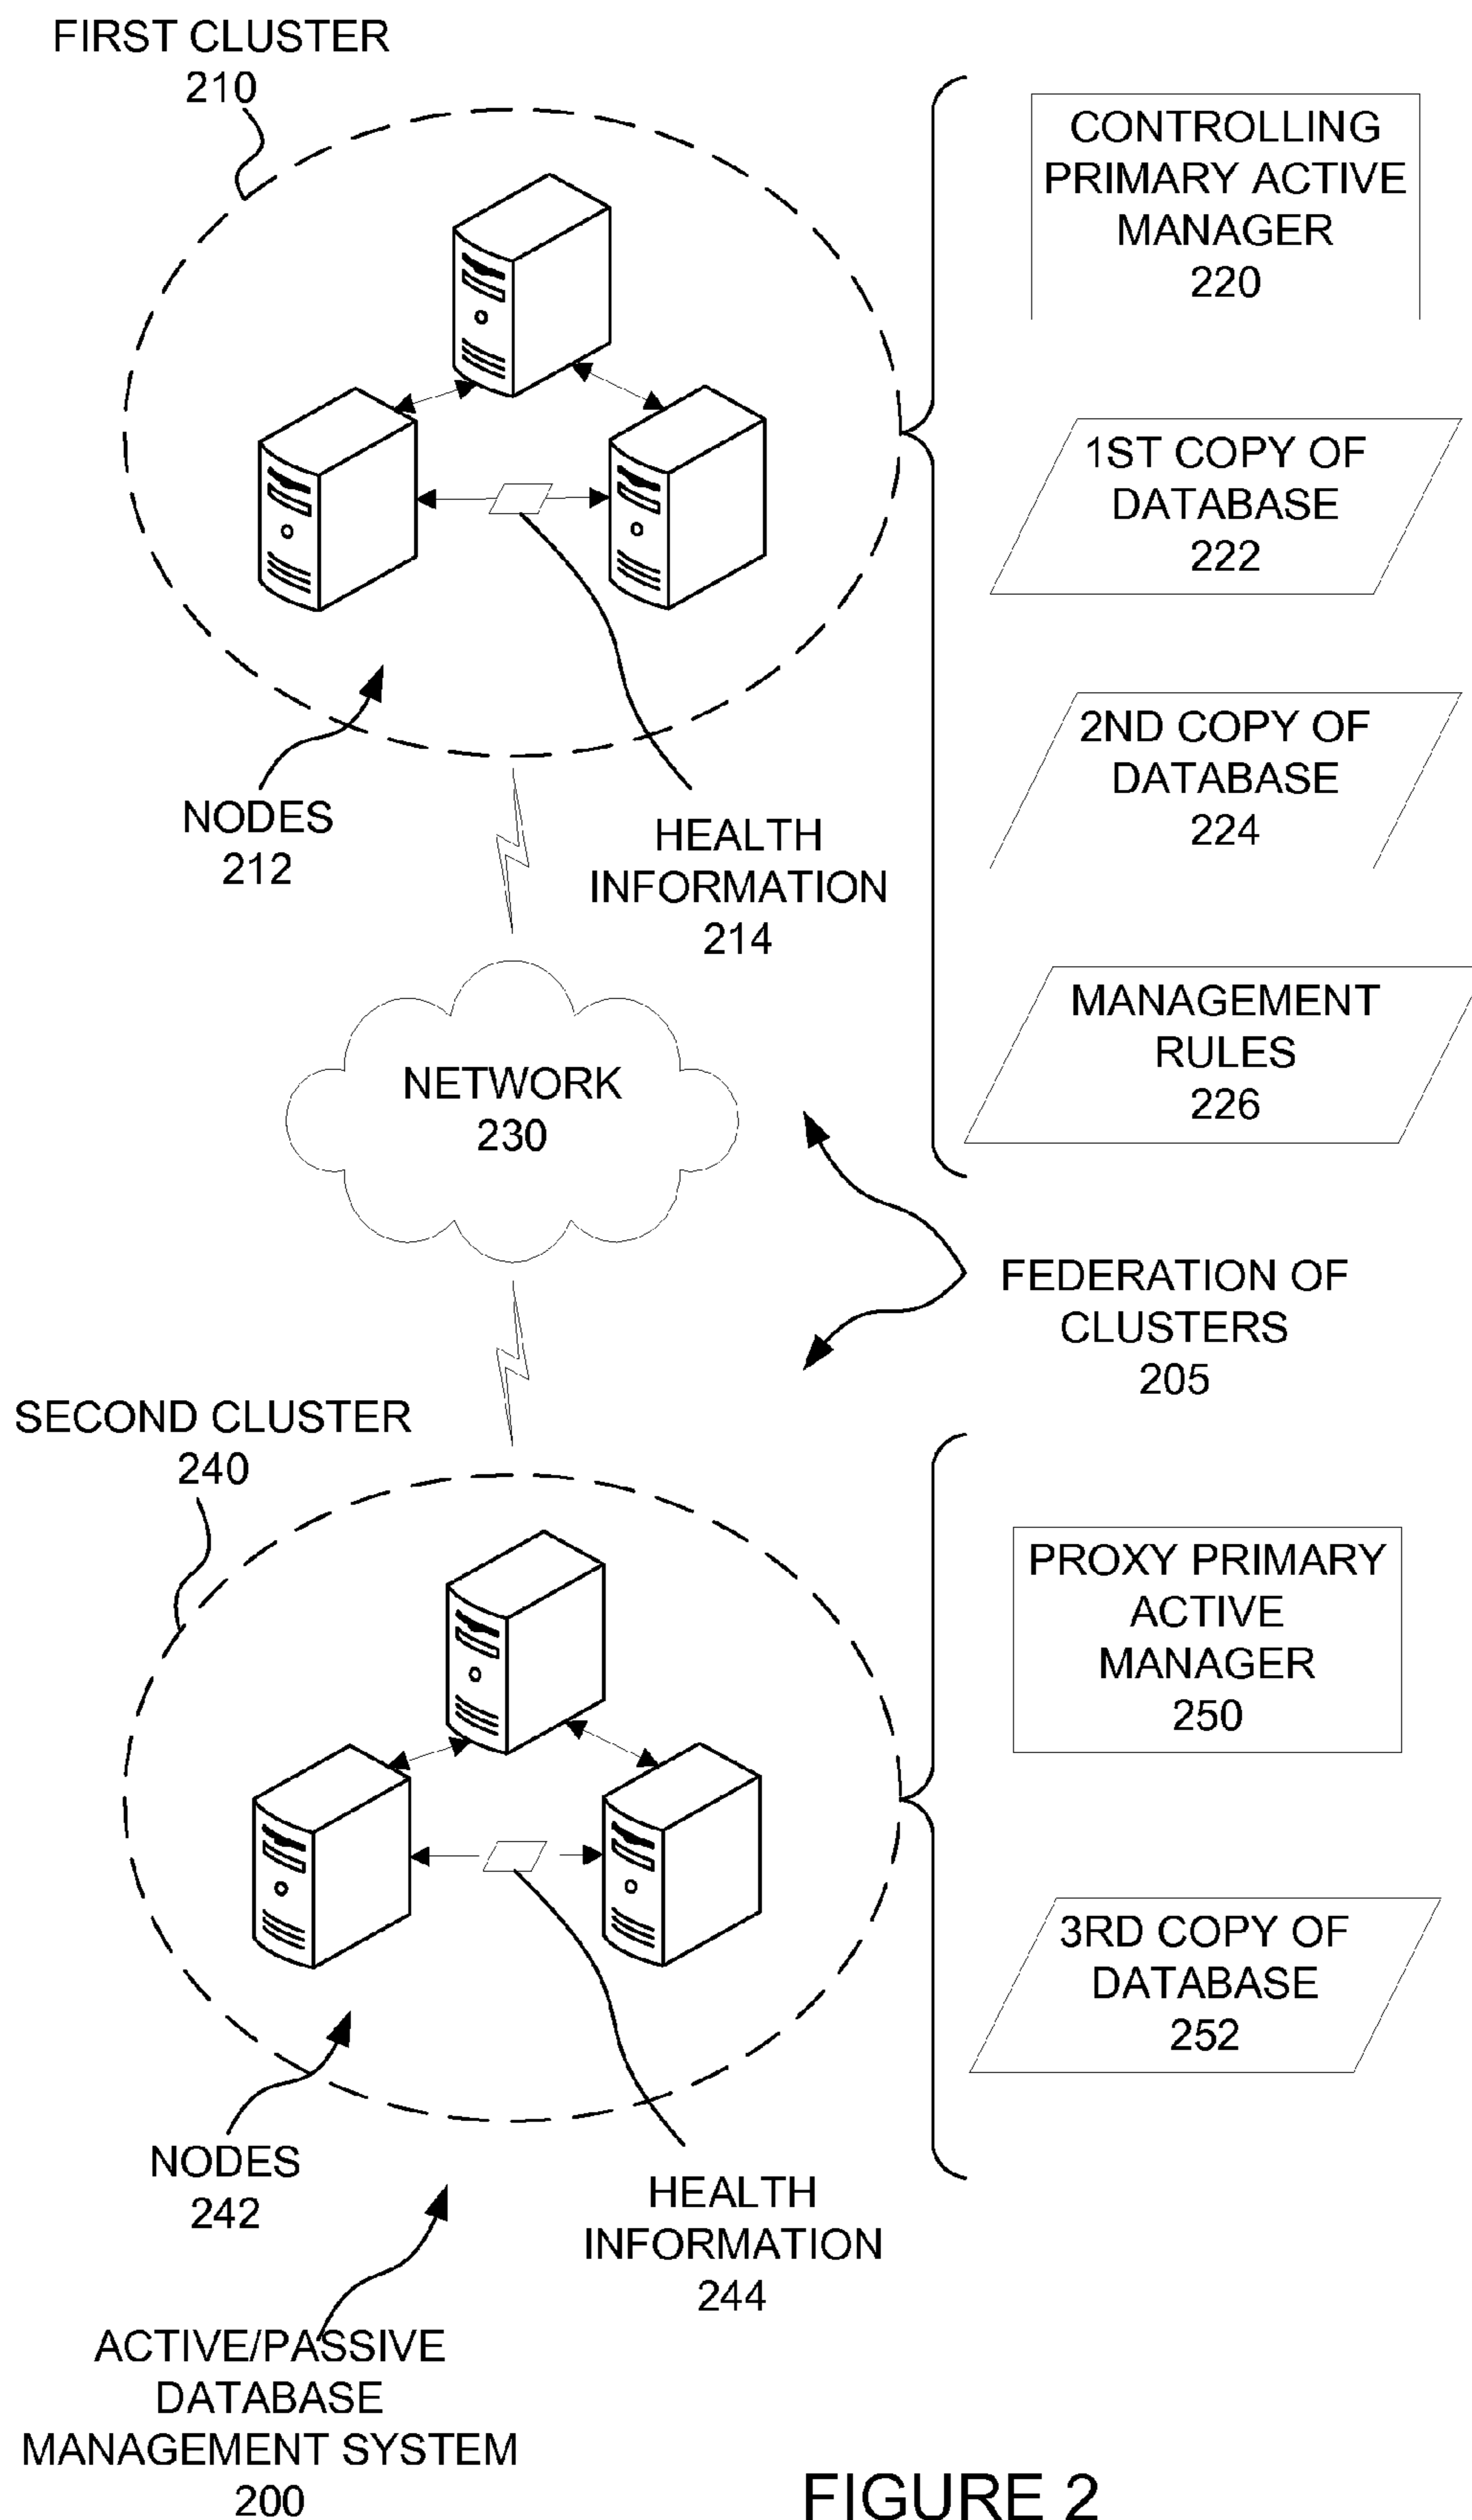 FIRST CLUSTER
210
CONTROLLING
PRIMARY ACTIVE
MANAGER
220
1ST COPY OF
DATABASE
222
2ND COPY OF
DATABASE
224
NODES
212
HEALTH
INFORMATION
214
MANAGEMENT
RULES
226
NETWORK
230
FEDERATION OF
CLUSTERS
205
SECOND CLUSTER
240
PROXY PRIMARY
ACTIVE
MANAGER
250
3RD COPY OF
DATABASE
252
NODES
242
HEALTH
INFORMATION
244
ACTIVE/PASSIVE
DATABASE
MANAGEMENT SYSTEM
200
FIGURE 2